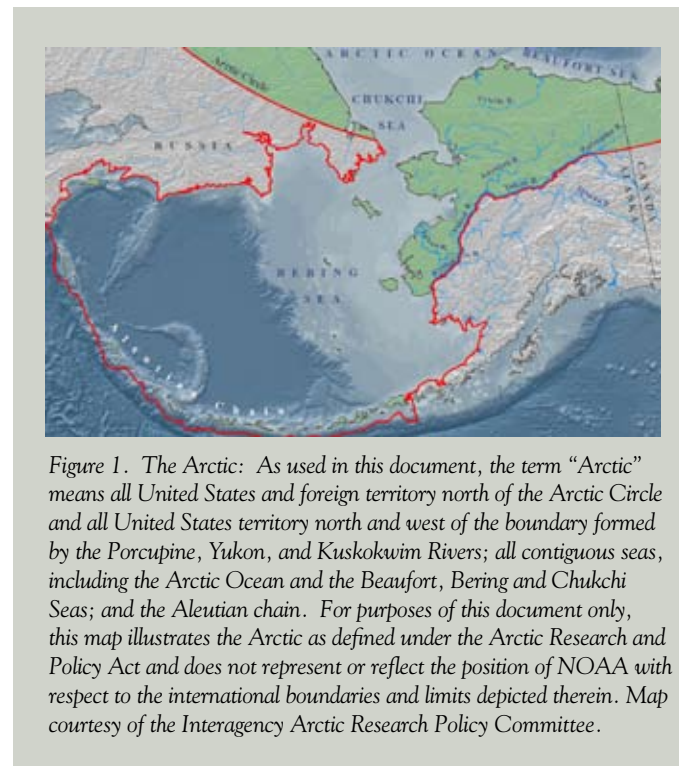 ARCTIC OCEAN
BEAUFORT SEA
Arctic Circle
CHUKCHI
SEA
RUSSIA
CANADA
ALASKA
BERING
SEA
Aleutian Chain
Figure 1. The Arctic: As used in this document, the term “Arctic”
means all United States and foreign territory north of the Arctic Circle
and all United States territory north and west of the boundary formed
by the Porcupine, Yukon, and Kuskokwim Rivers; all contiguous seas,
including the Arctic Ocean and the Beaufort, Bering and Chukchi
Seas; and the Aleutian chain. For purposes of this document only,
this map illustrates the Arctic as defined under the Arctic Research and
Policy Act and does not represent or reflect the position of NOAA with
respect to the international boundaries and limits depicted therein. Map
courtesy of the Interagency Arctic Research Policy Committee.